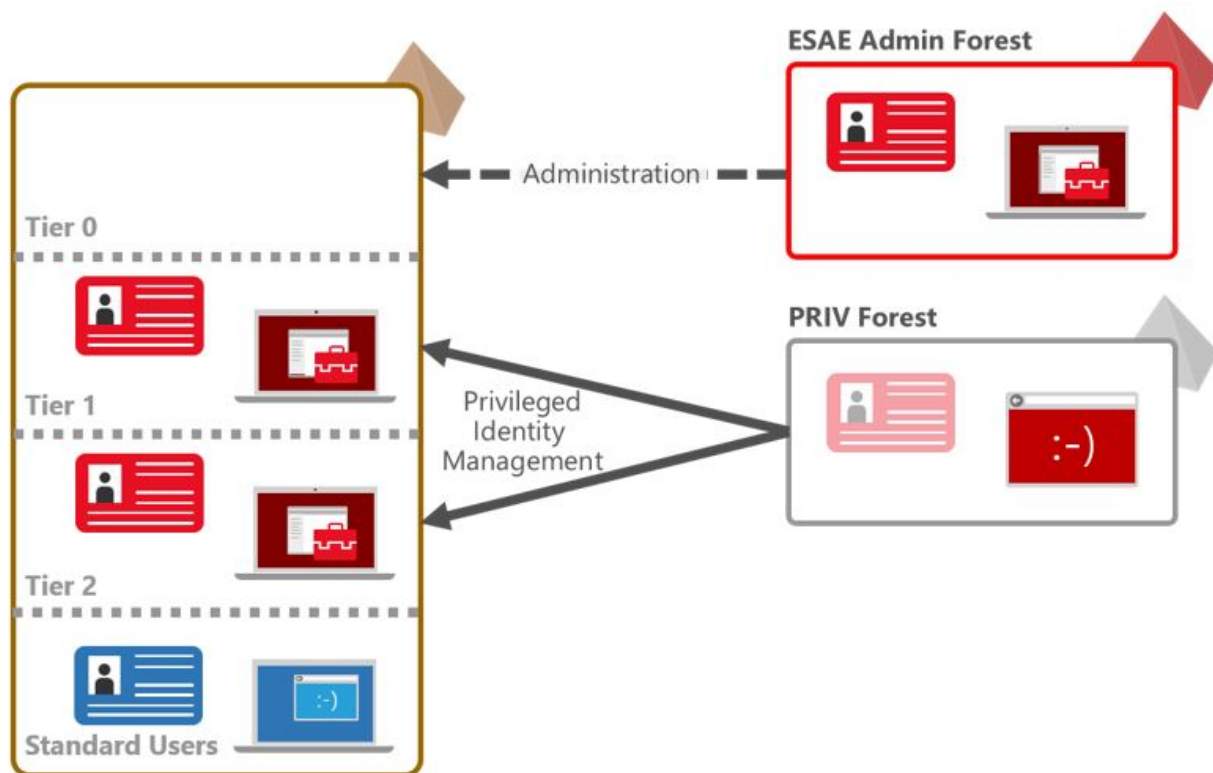 ESAE Admin Forest
Administration
Tier 0
PRIV Forest
Tier 1
Privileged
Identity
Management
:-)
Tier 2
:-)
Standard Users